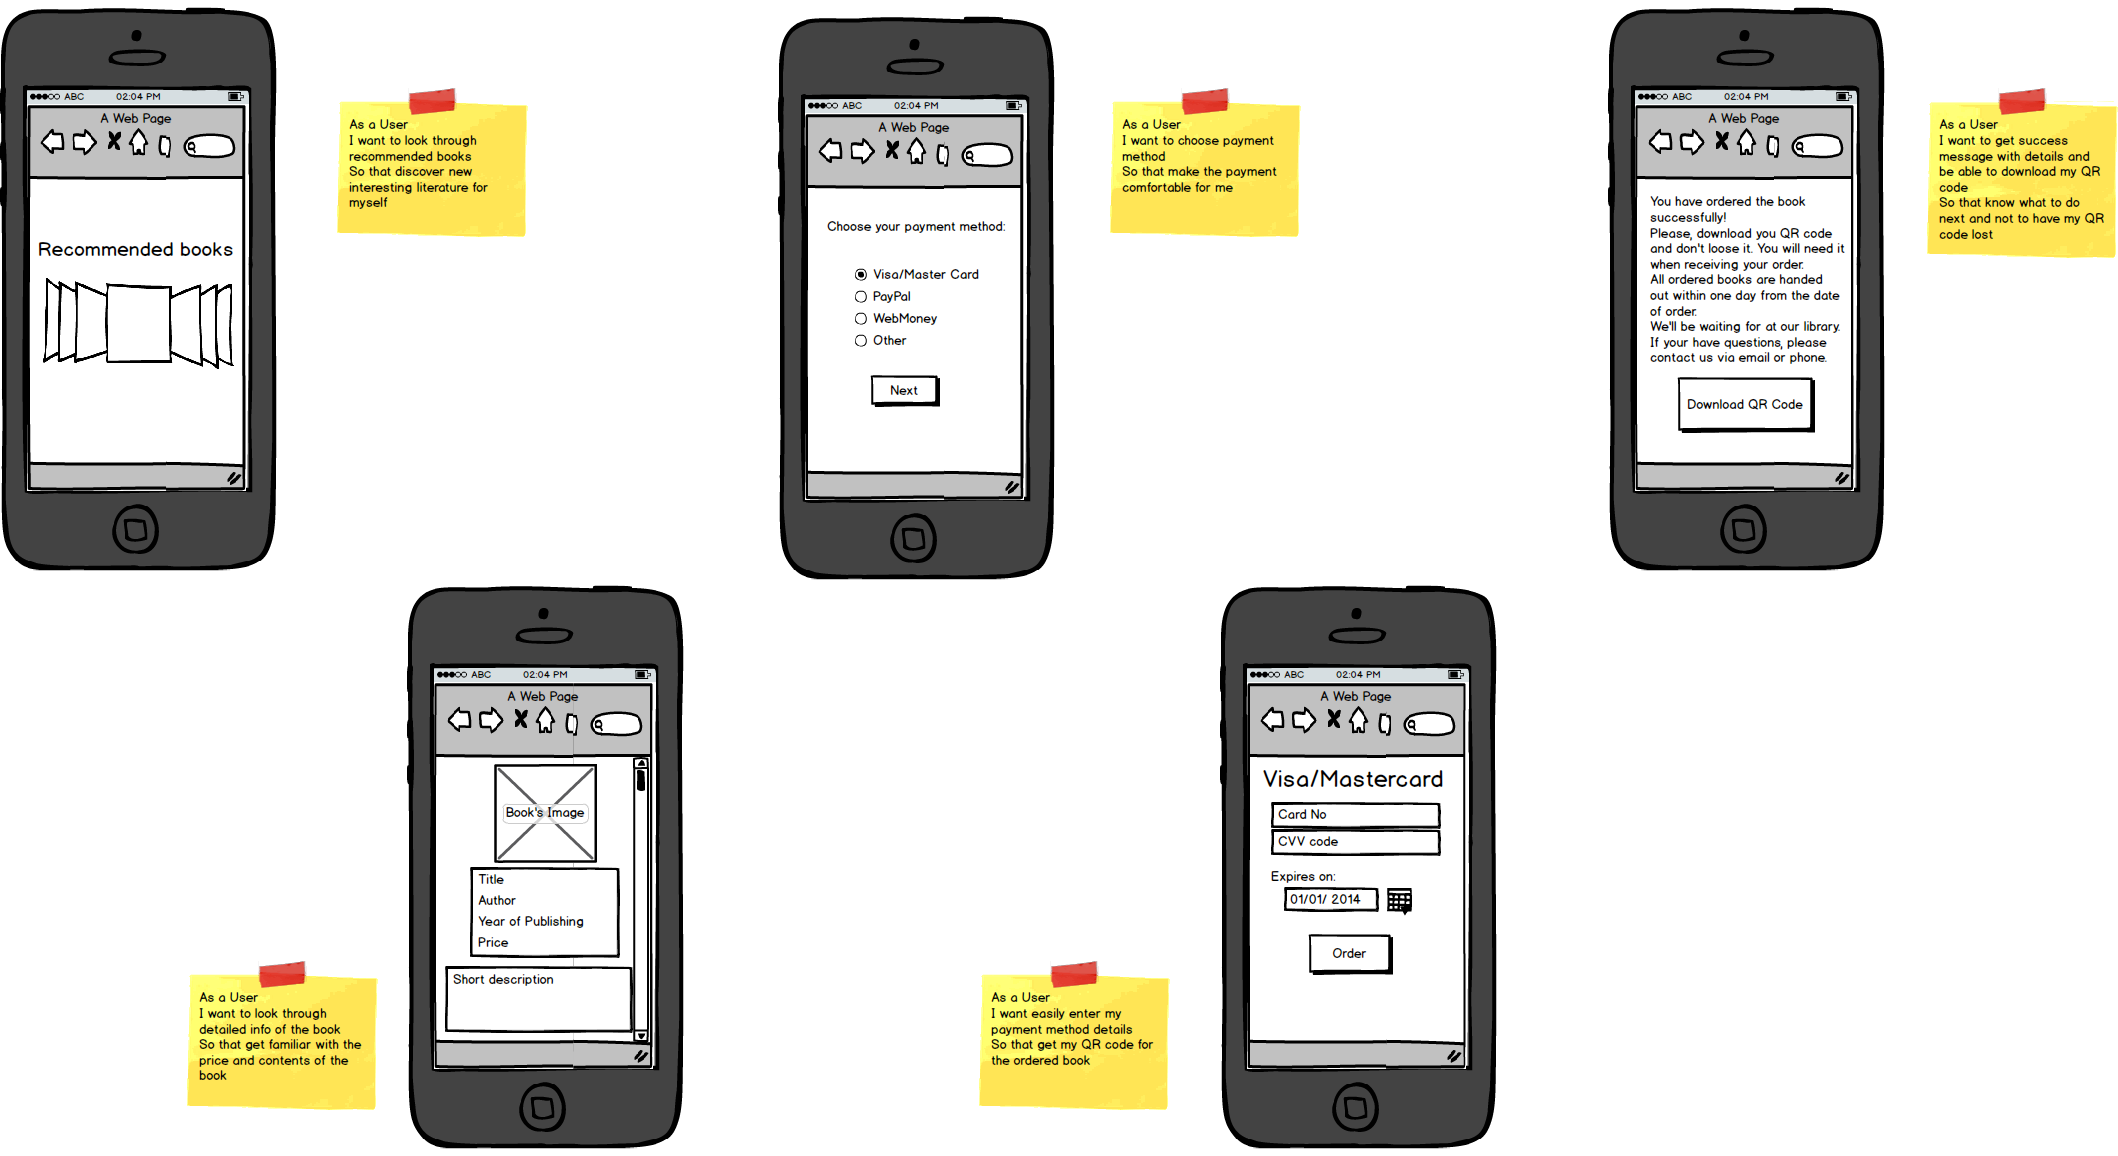 ABC 02:04 PM
A Web Page
Recommended books
As a User
I want to look through
recommended books
So that discover new
interesting literature for
myself
ABC 02:04 PM
A Web Page
Choose your payment method:
Visa/Master Card
PayPal
WebMoney
Other
Next
As a User
I want to choose payment
method
So that make the payment
comfortable for me
ABC 02:04 PM
A Web Page
You have ordered the book
successfully!
Please, download you QR code
and don't loose it. You will need it
when receiving your order.
All ordered books are handed
out within one day from the date
of order.
We'll be waiting for at our library.
If your have questions, please
contact us via email or phone.
Download QR Code
As a User
I want to get success
message with details and
be able to download my QR
code
So that know what to do
next and not to have my QR
code lost
As a User
I want to look through
detailed info of the book
So that get familiar with the
price and contents of the
book
ABC 02:04 PM
A Web Page
Book's Image
Title
Author
Year of Publishing
Price
Short description
As a User
I want easily enter my
payment method details
So that get my QR code for
the ordered book
ABC 02:04 PM
A Web Page
Visa/Mastercard
Card No
CVV code
Expires on:
01/01/ 2014
Order